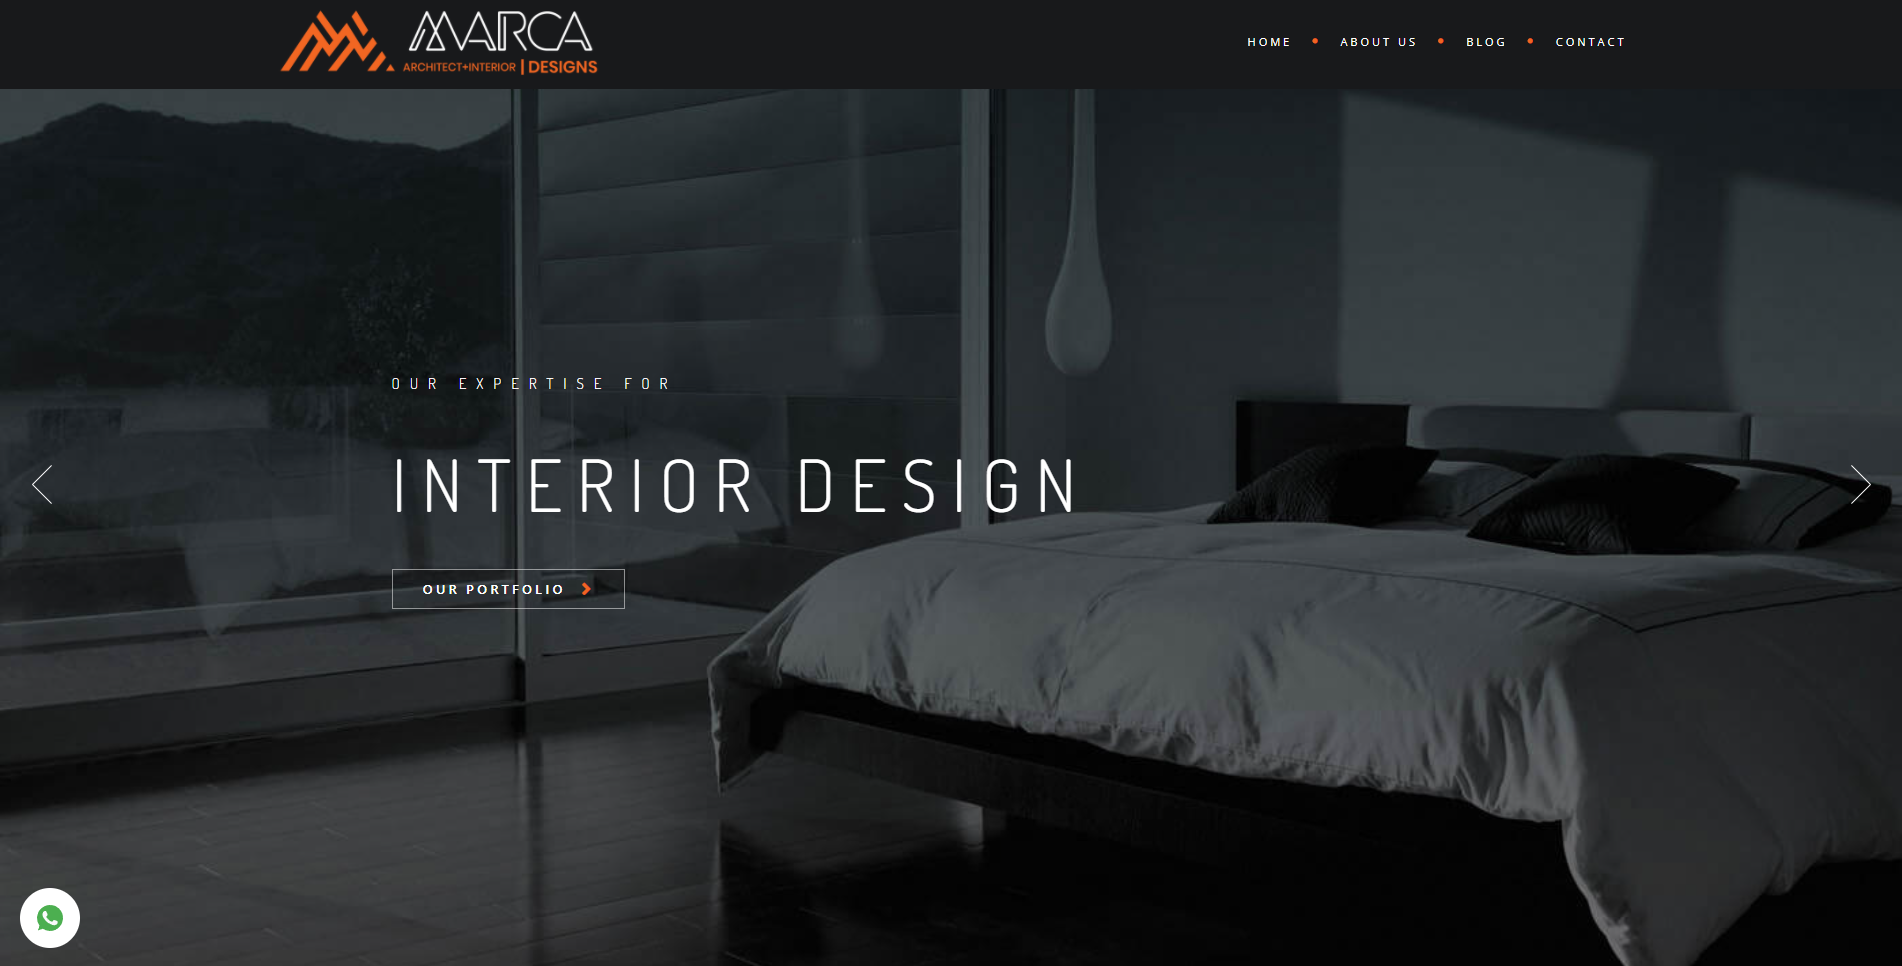 MARCA
ARCHITECT+INTERIOR | DESIGNS
HOME • ABOUT US • BLOG • CONTACT
OUR EXPERTISE FOR
INTERIOR DESIGN
OUR PORTFOLIO